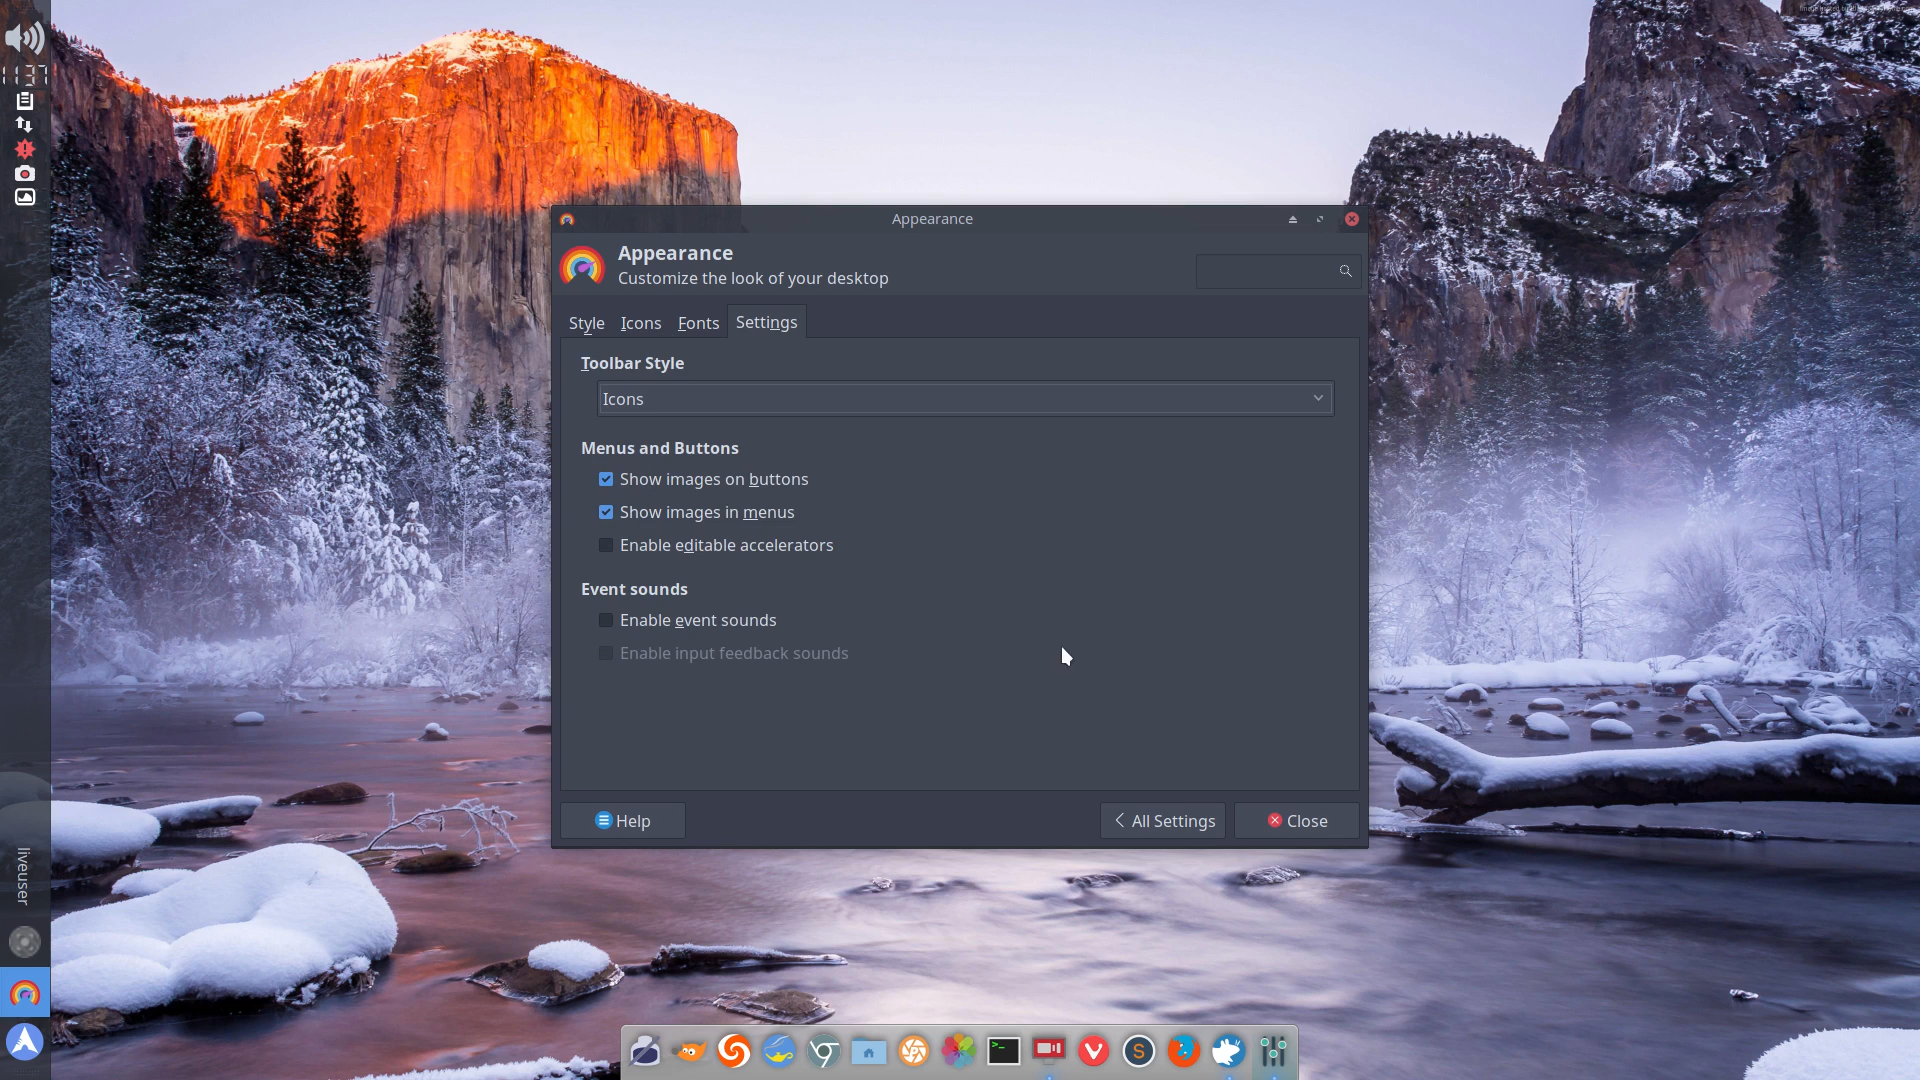 Appearance
Appearance
Customize the look of your desktop
Style Icons Fonts Settings
Toolbar Style
Icons
Menus and Buttons
Show images on buttons
Show images in menus
Enable editable accelerators
Event sounds
Enable event sounds
Enable input feedback sounds
Help
All Settings
Close
liveuser
S